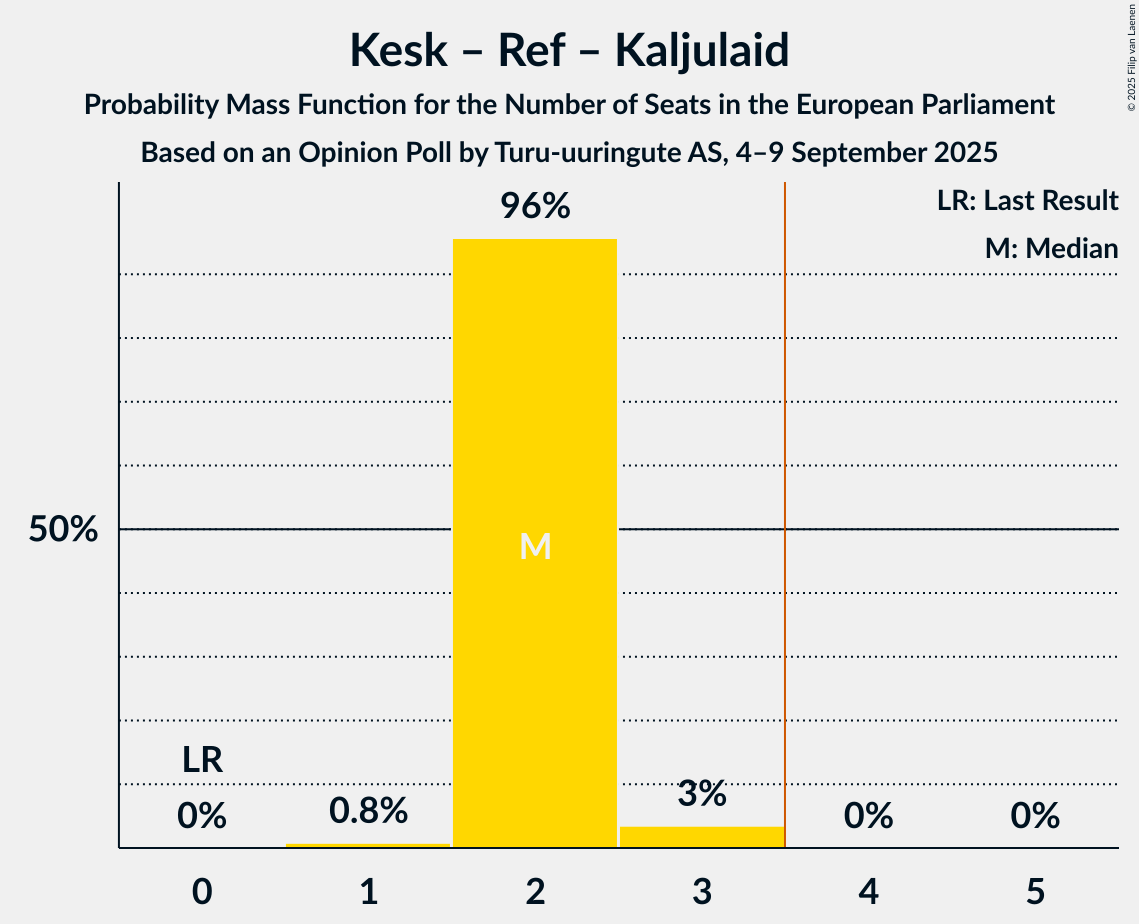 Kesk – Ref – Kaljulaid
Probability Mass Function for the Number of Seats in the European Parliament
Based on an Opinion Poll by Turu-uuringute AS, 4–9 September 2025
© 2025 Filip van Laenen
LR: Last Result
M: Median
96%
50%
M
LR
0%
0.8%
3%
0%
0%
0
1
2
3
4
5